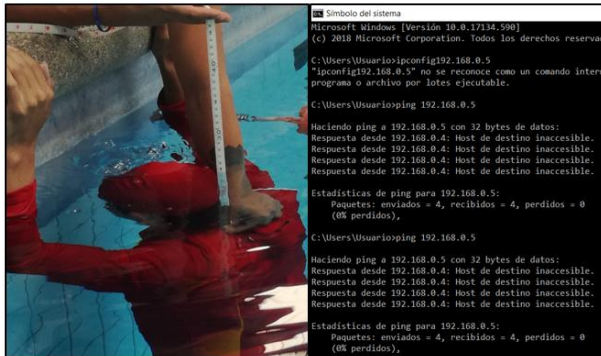 Símbolo del sistema
Microsoft Windows [Versión 10.0.17134.590]
(c) 2018 Microsoft Corporation. Todos los derechos reserva
C:\Users\Usuario>ipconfig192.168.0.5
"ipconfig192.168.0.5" no se reconoce como un comando inter
programa o archivo por lotes ejecutable.
C:\Users\Usuario>ping 192.168.0.5
Haciendo ping a 192.168.0.5 con 32 bytes de datos:
Respuesta desde 192.168.0.4: Host de destino inaccesible.
Respuesta desde 192.168.0.4: Host de destino inaccesible.
Respuesta desde 192.168.0.4: Host de destino inaccesible.
Respuesta desde 192.168.0.4: Host de destino inaccesible.
Estadísticas de ping para 192.168.0.5:
Paquetes: enviados = 4, recibidos = 4, perdidos = 0
(0% perdidos),
C:\Users\Usuario>ping 192.168.0.5
Haciendo ping a 192.168.0.5 con 32 bytes de datos:
Respuesta desde 192.168.0.4: Host de destino inaccesible.
Respuesta desde 192.168.0.4: Host de destino inaccesible.
Respuesta desde 192.168.0.4: Host de destino inaccesible.
Respuesta desde 192.168.0.4: Host de destino inaccesible.
Estadísticas de ping para 192.168.0.5:
Paquetes: enviados = 4, recibidos = 4, perdidos = 0
(0% perdidos),